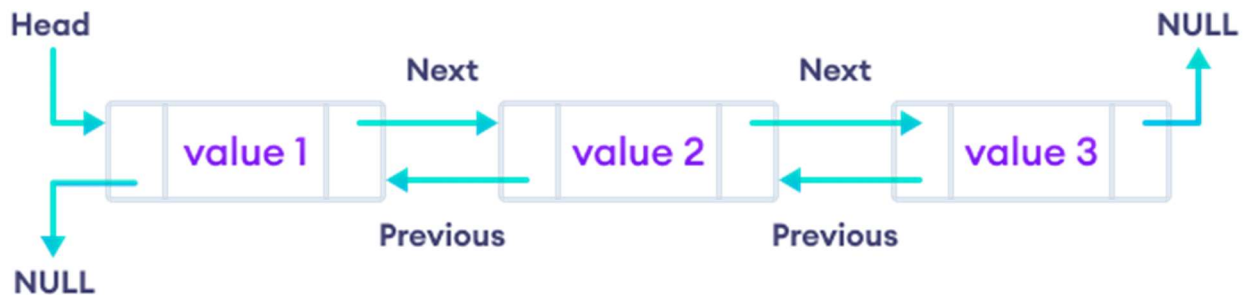 Head
NULL
Next
Next
value 1
value 2
value 3
Previous
Previous
NULL